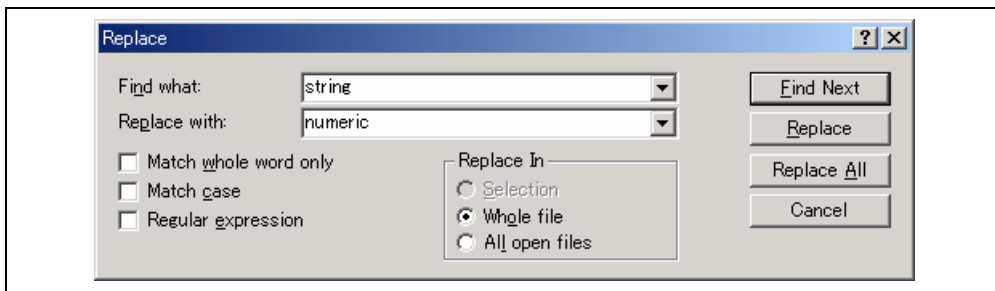 Replace
Find what: string
Replace with: numeric
Match whole word only
Match case
Regular expression
Replace In
Selection
Whole file
All open files
Find Next
Replace
Replace All
Cancel